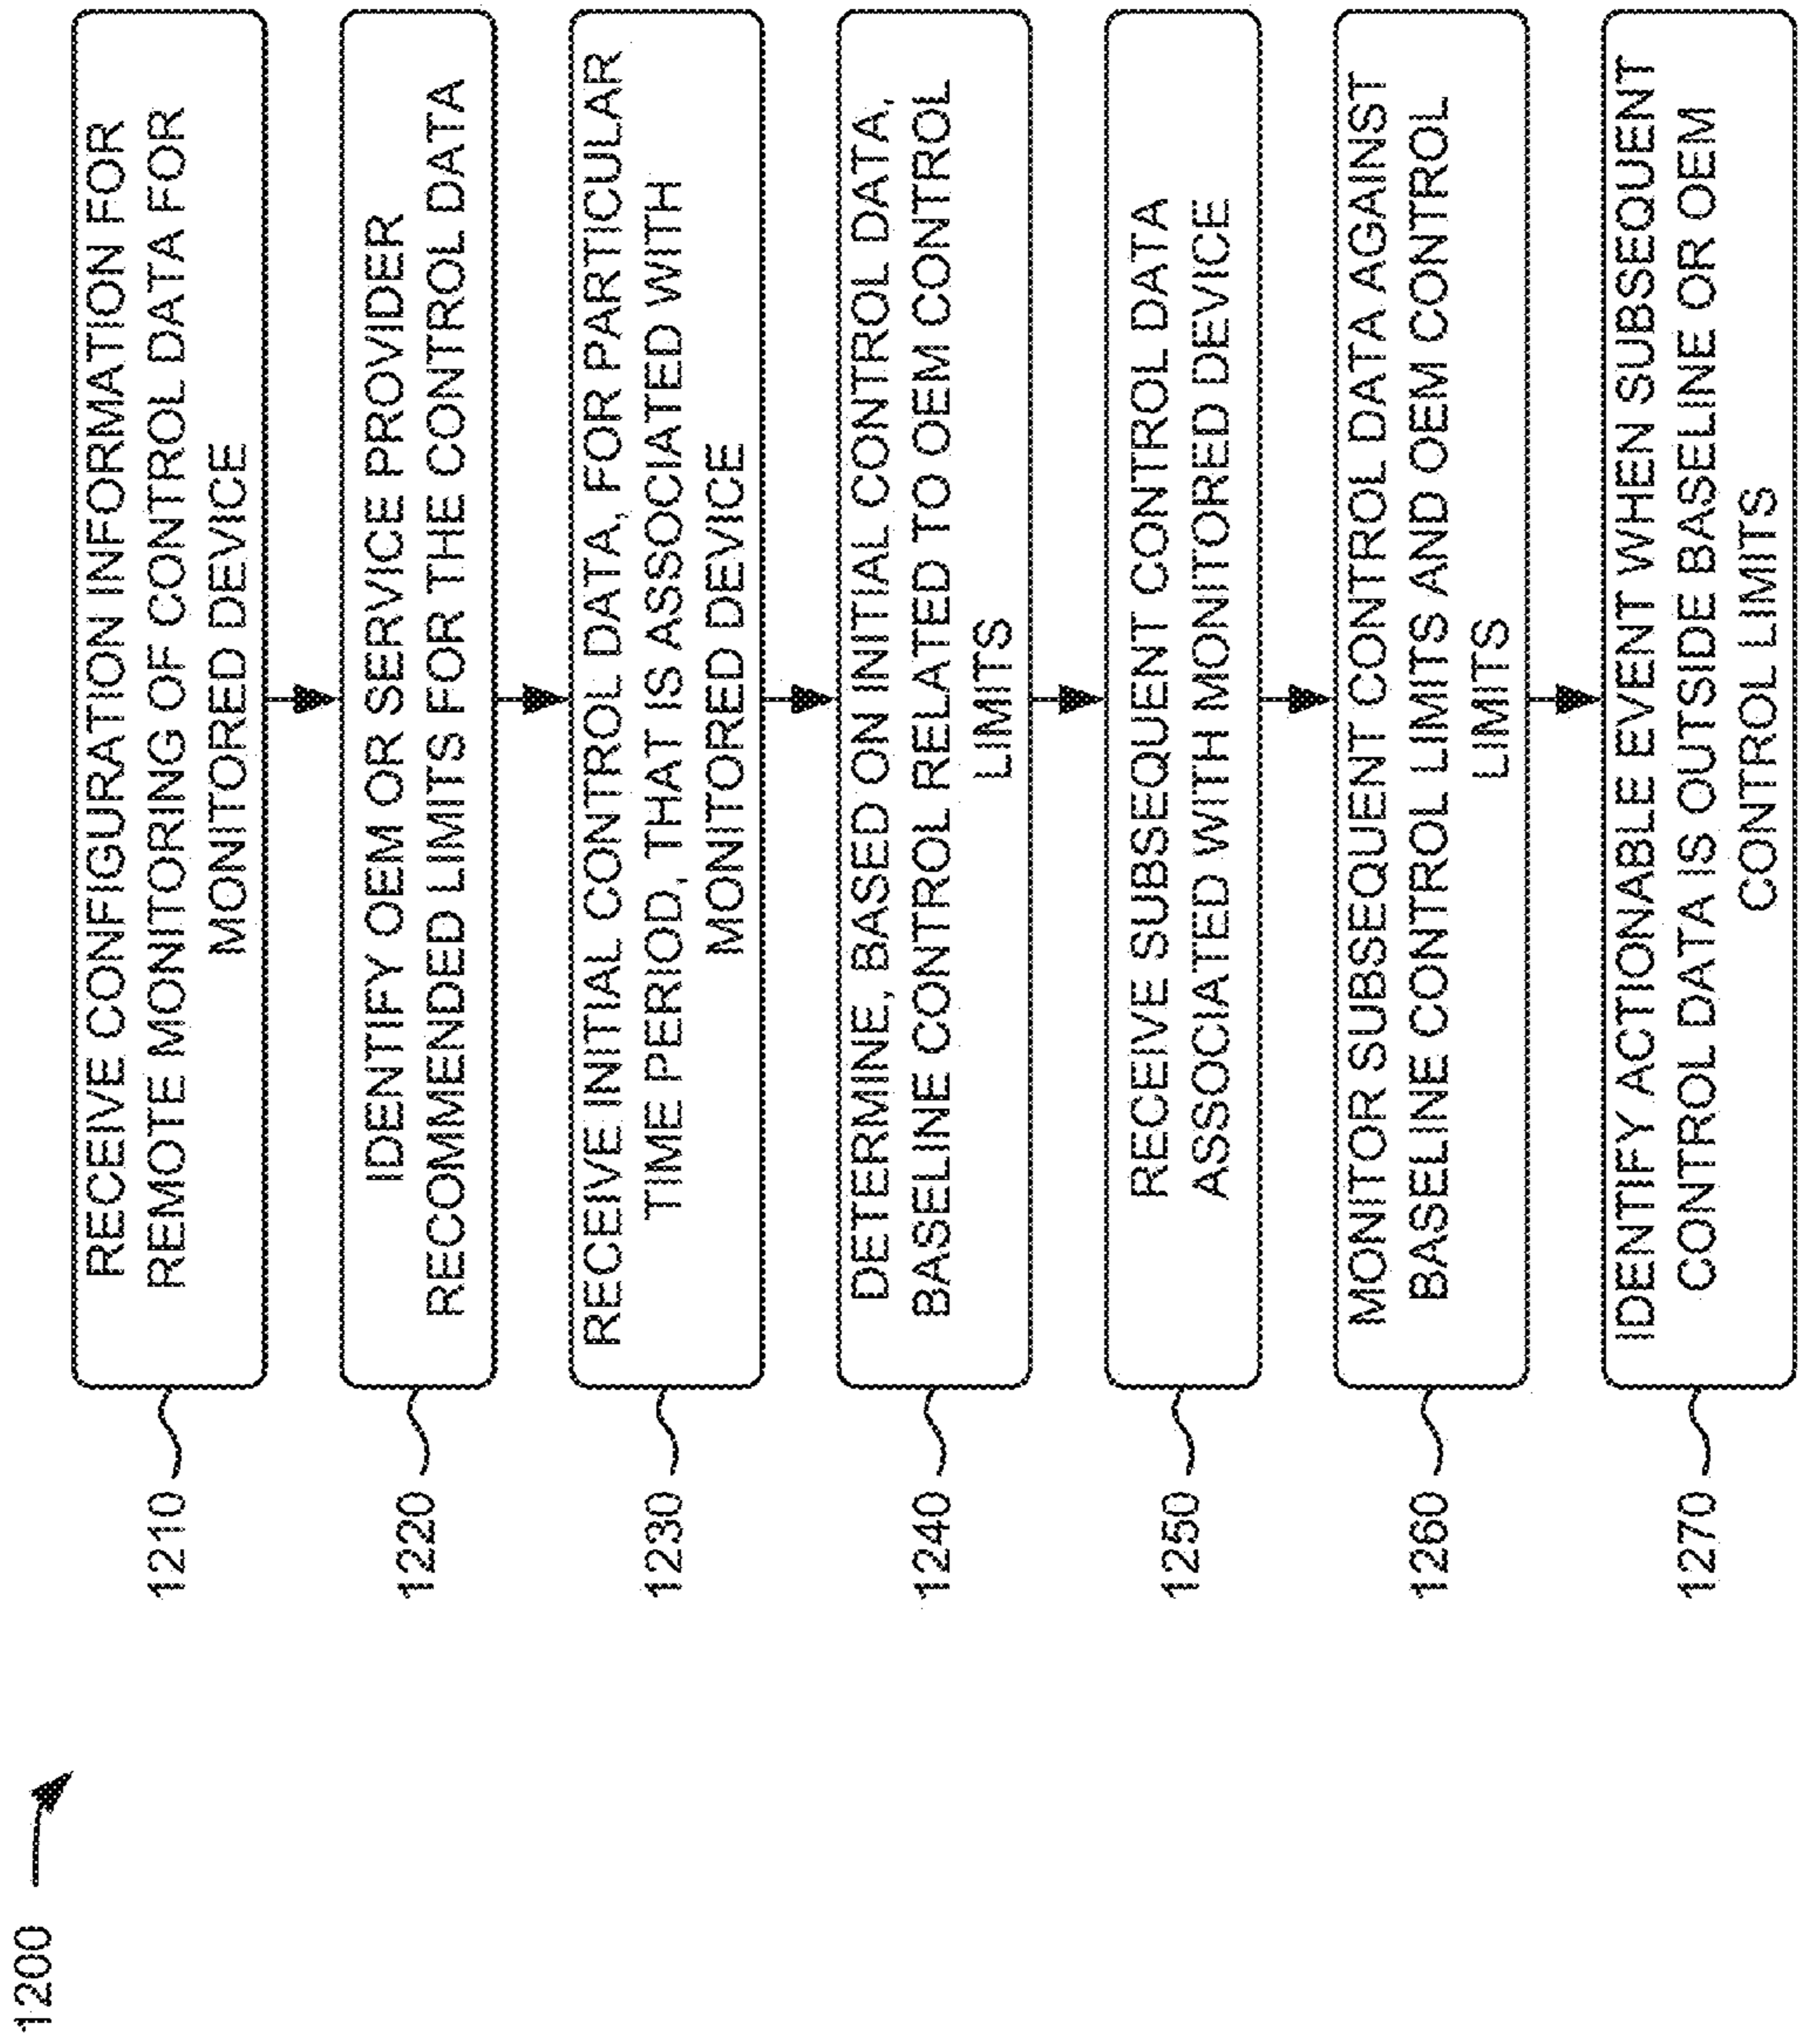 1200
1210
RECEIVE CONFIGURATION INFORMATION FOR
REMOTE MONITORING OF CONTROL DATA FOR
MONITORED DEVICE
1220
IDENTIFY OEM OR SERVICE PROVIDER
RECOMMENDED LIMITS FOR THE CONTROL DATA
1230
RECEIVE INITIAL CONTROL DATA, FOR PARTICULAR
TIME PERIOD, THAT IS ASSOCIATED WITH
MONITORED DEVICE
1240
DETERMINE, BASED ON INITIAL CONTROL DATA,
BASELINE CONTROL RELATED TO OEM CONTROL
LIMITS
1250
RECEIVE SUBSEQUENT CONTROL DATA
ASSOCIATED WITH MONITORED DEVICE
1260
MONITOR SUBSEQUENT CONTROL DATA AGAINST
BASELINE CONTROL LIMITS AND OEM CONTROL
LIMITS
1270
IDENTIFY ACTIONABLE EVENT WHEN SUBSEQUENT
CONTROL DATA IS OUTSIDE BASELINE OR OEM
CONTROL LIMITS